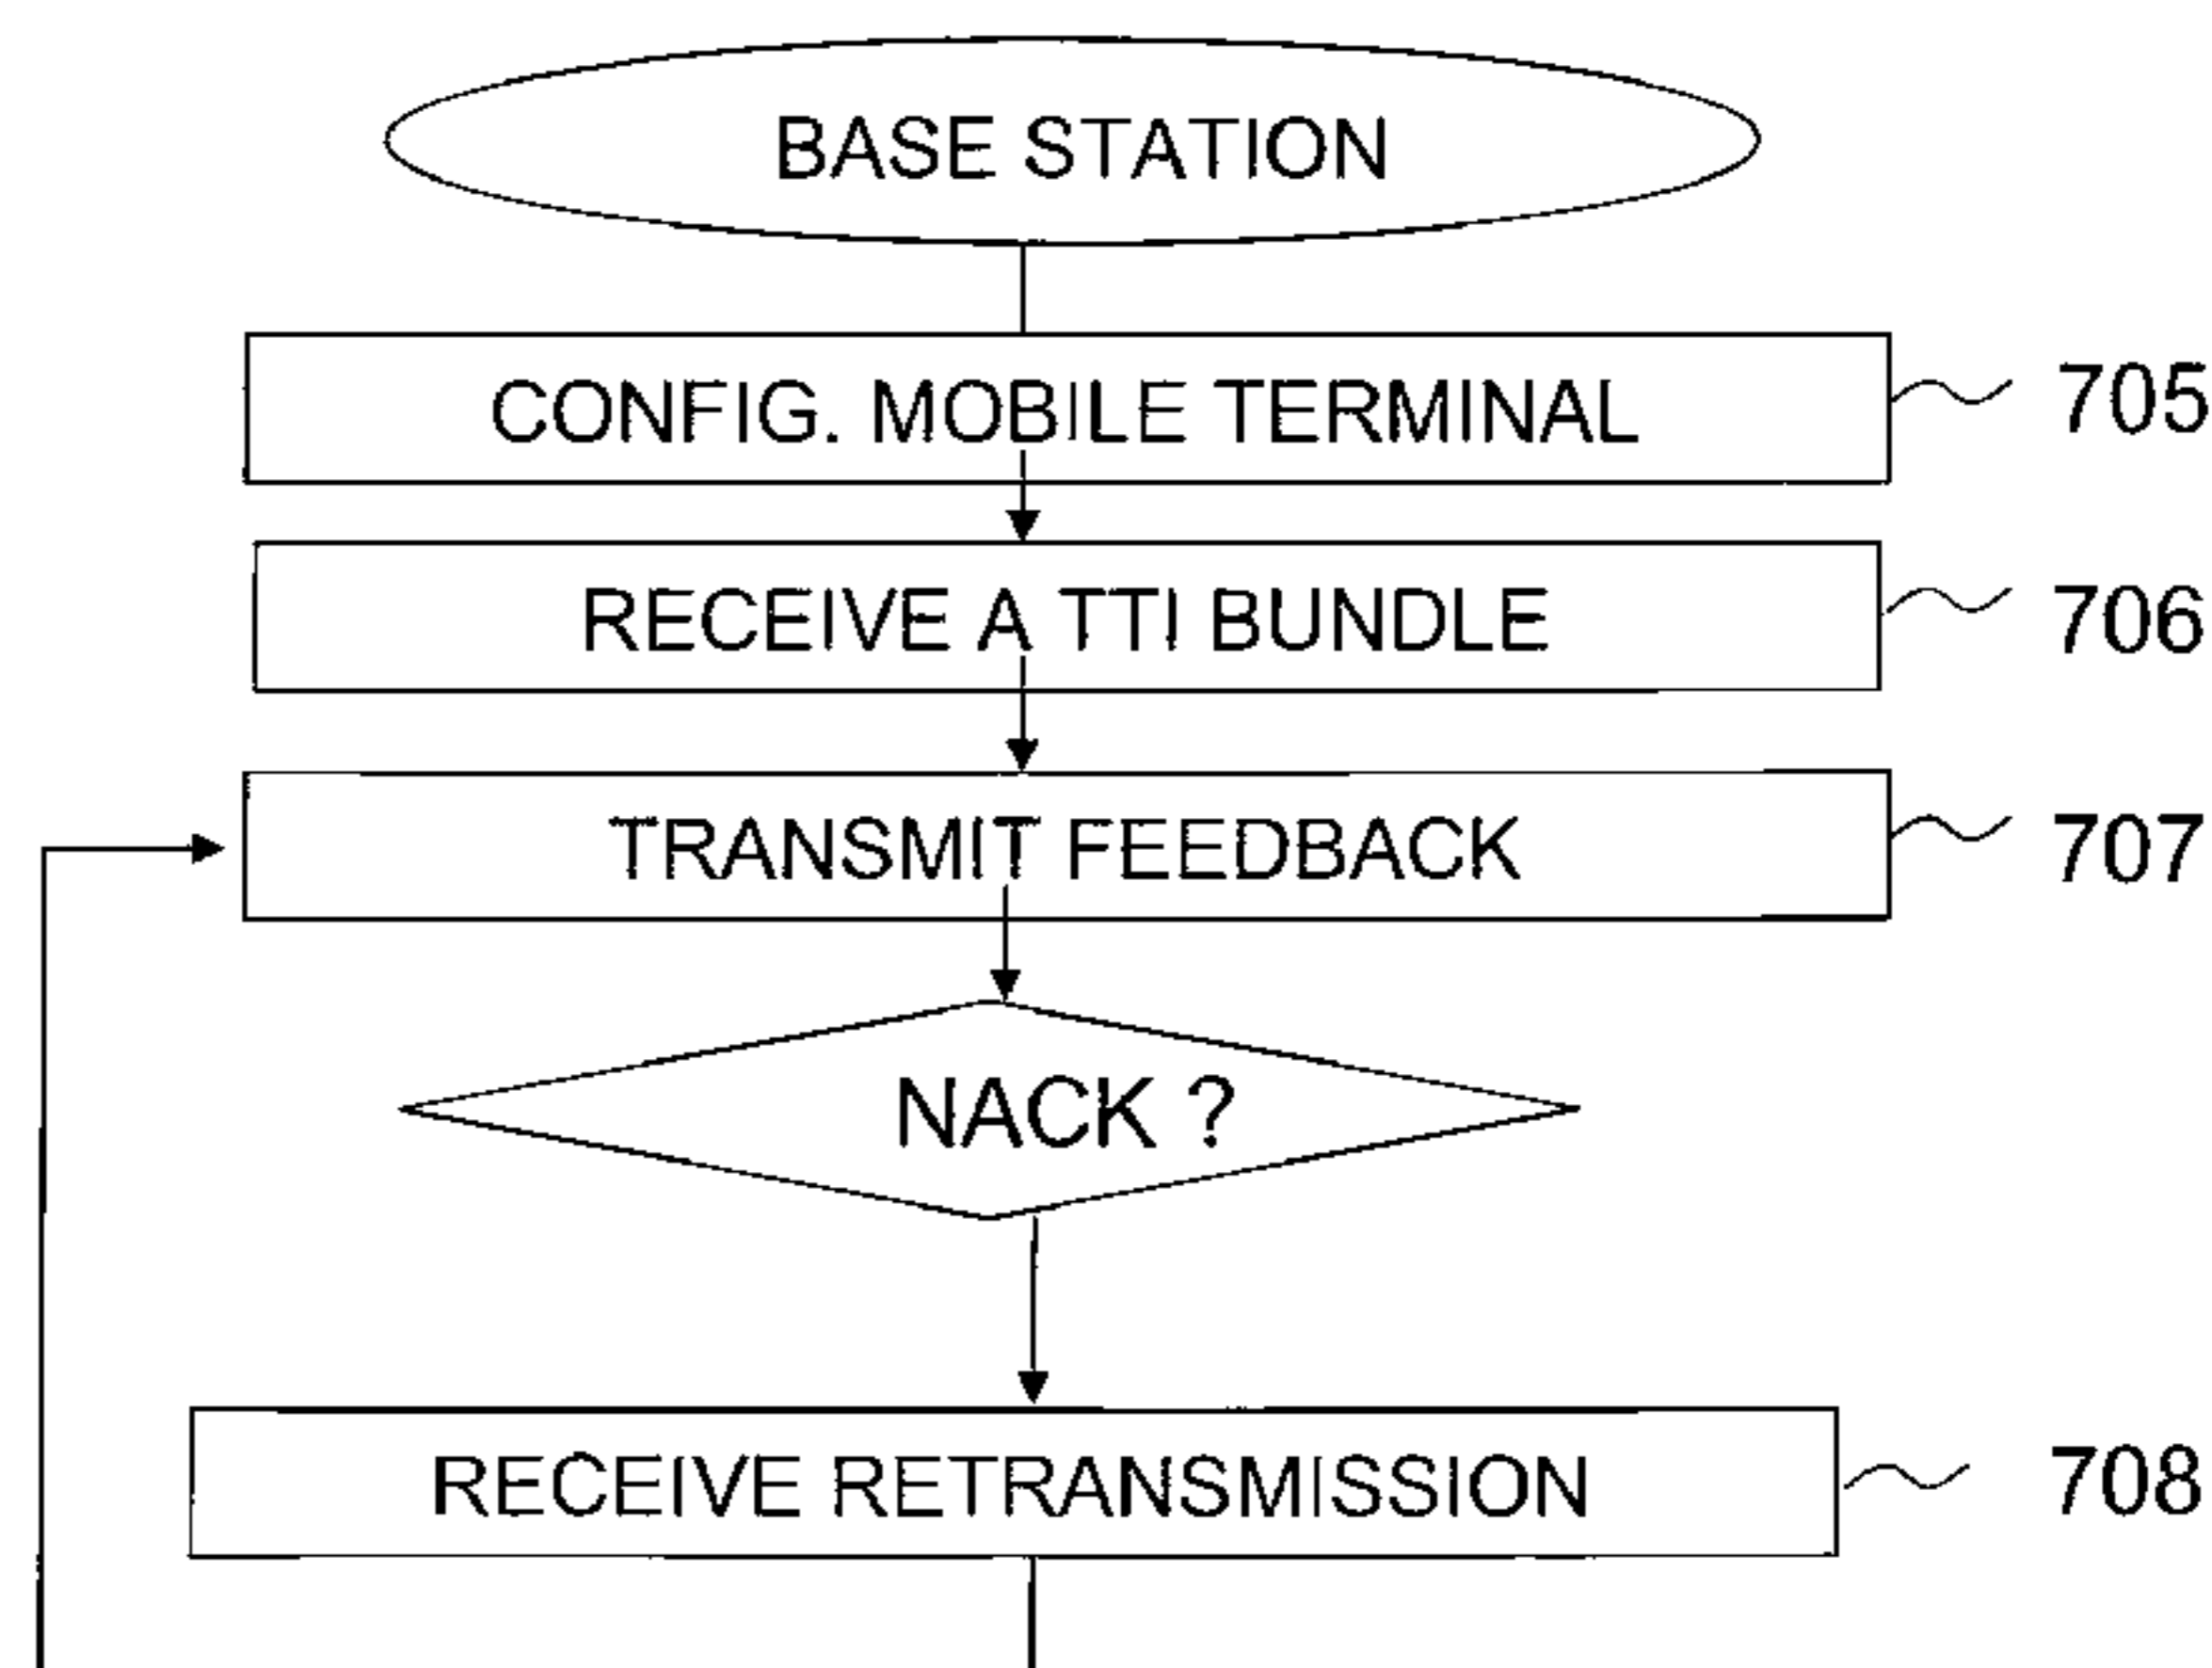 BASE STATION
CONFIG. MOBILE TERMINAL
705
RECEIVE A TTI BUNDLE
706
TRANSMIT FEEDBACK
707
NACK ?
RECEIVE RETRANSMISSION
708